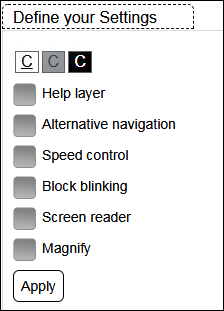 Define your Settings
C C C
Help layer
Alternative navigation
Speed control
Block blinking
Screen reader
Magnify
Apply